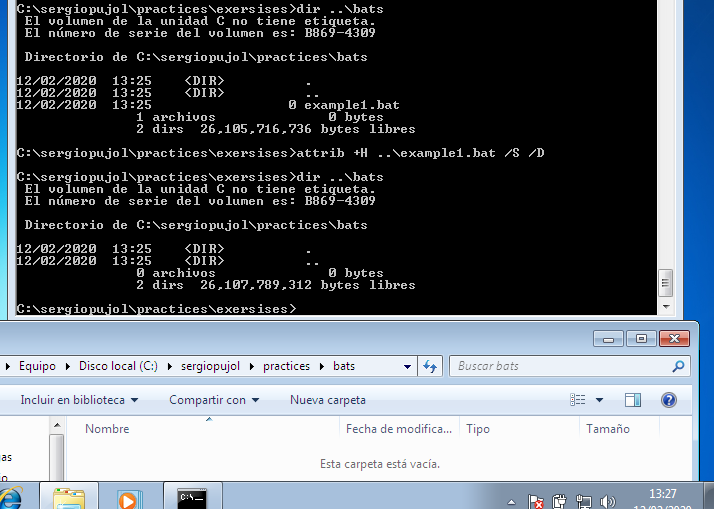 C:\sergiopujol\practices\exersises>dir ..\bats
El volumen de la unidad C no tiene etiqueta.
El número de serie del volumen es: B869-4309
Directorio de C:\sergiopujol\practices\bats
12/02/2020 13:25 <DIR> .
12/02/2020 13:25 <DIR> ..
12/02/2020 13:25 0 example1.bat
1 archivos 0 bytes
2 dirs 26,105,716,736 bytes libres
C:\sergiopujol\practices\exersises>attrib +H ..\example1.bat /S /D
C:\sergiopujol\practices\exersises>dir ..\bats
El volumen de la unidad C no tiene etiqueta.
El número de serie del volumen es: B869-4309
Directorio de C:\sergiopujol\practices\bats
12/02/2020 13:25 <DIR> .
12/02/2020 13:25 <DIR> ..
0 archivos 0 bytes
2 dirs 26,107,789,312 bytes libres
C:\sergiopujol\practices\exersises>
Equipo Disco local (C:) sergiopujol practices bats Buscar bats
Incluir en biblioteca Compartir con Nueva carpeta
Nombre Fecha de modifica... Tipo Tamaño
Esta carpeta está vacía.
C:\.
13:27